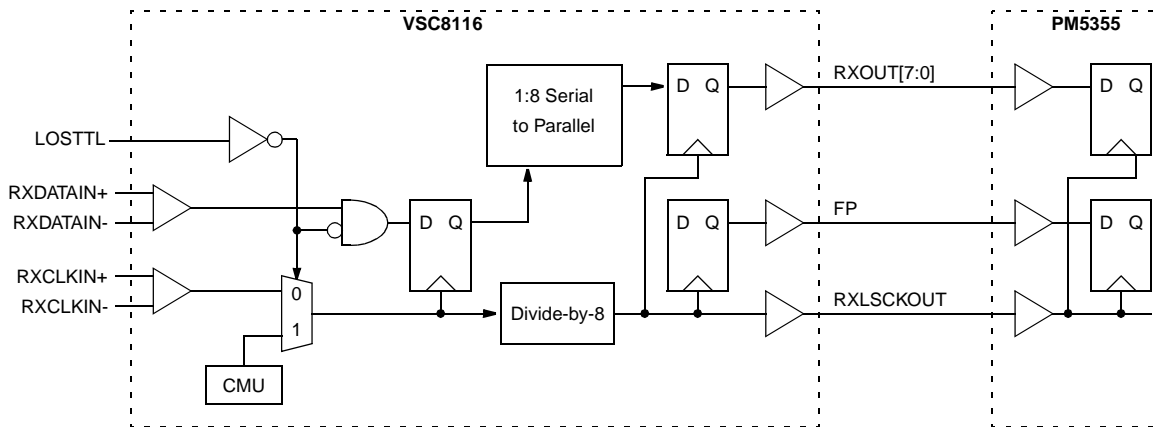 VSC8116
PM5355
LOSTTL
RXDATAIN+
RXDATAIN-
RXCLKIN+
RXCLKIN-
0
1
CMU
D Q
1:8 Serial
to Parallel
Divide-by-8
D Q
D Q
RXOUT[7:0]
FP
RXLSCKOUT
D Q
D Q